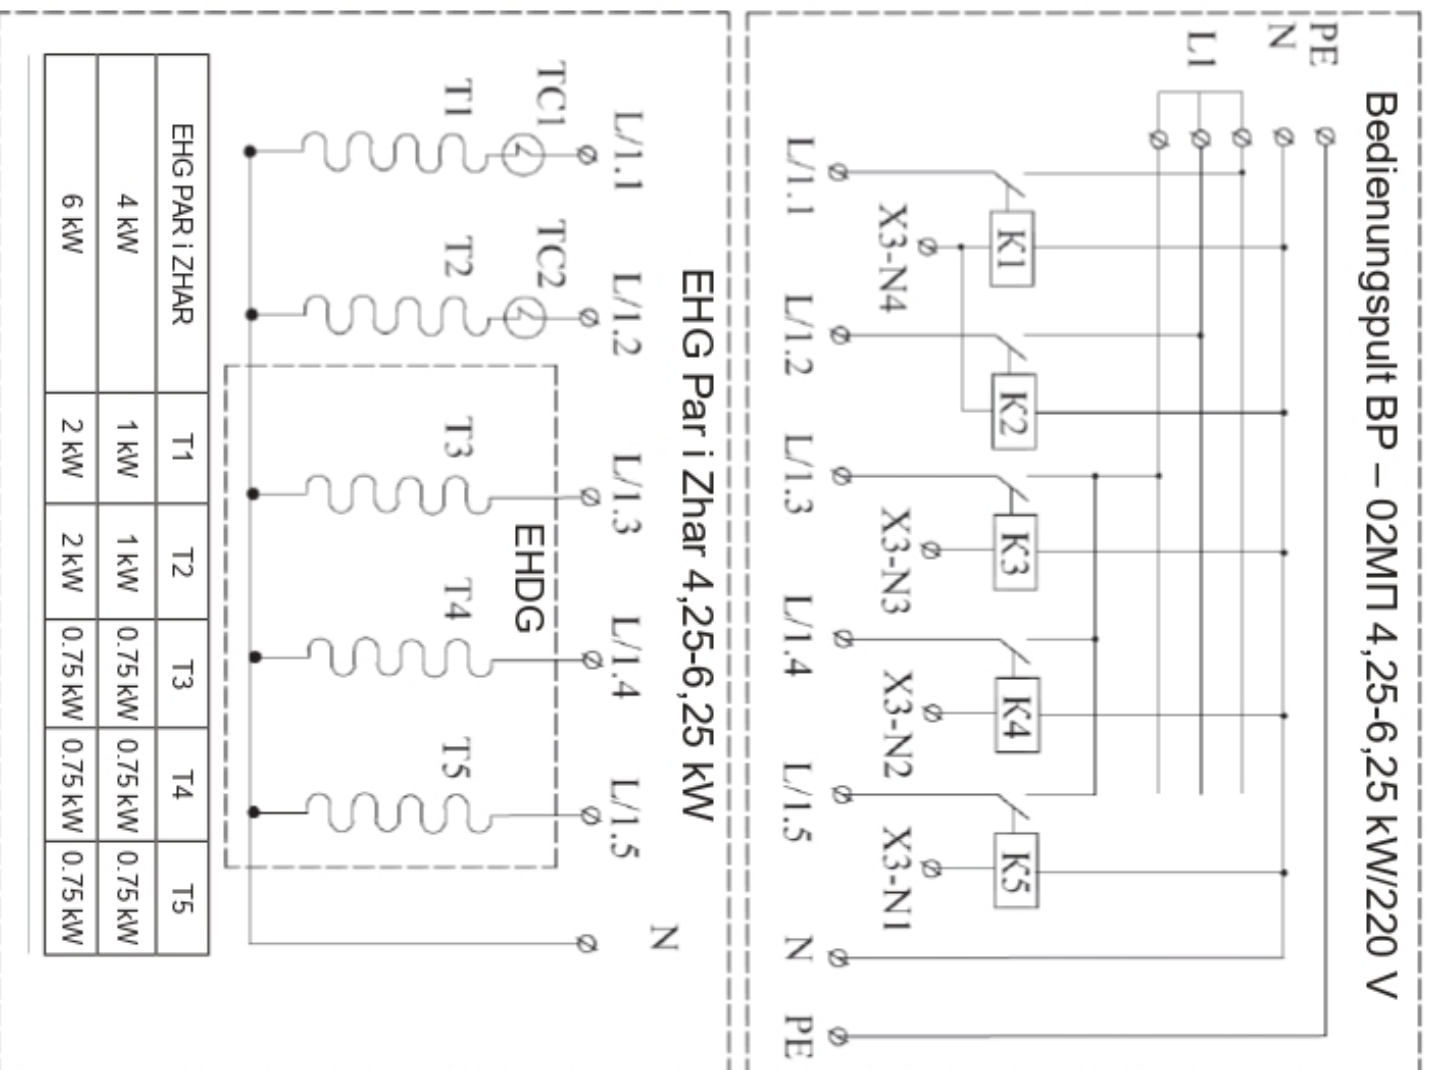 Bedienungspult BP – 02МП 4,25-6,25 kW/220 V
PE
N
L1
K1
K2
K3
K4
K5
X3-N4
X3-N3
X3-N2
X3-N1
L/1.1
L/1.2
L/1.3
L/1.4
L/1.5
N
PE
EHG Par i Zhar 4,25-6,25 kW
N
L/1.1
L/1.2
L/1.3
L/1.4
L/1.5
TC1
TC2
EHDG
T1
T2
T3
T4
T5
EHG PAR i ZHAR T1 T2 T3 T4 T5
4 kW 1 kW 1 kW 0.75 kW 0.75 kW 0.75 kW
6 kW 2 kW 2 kW 0.75 kW 0.75 kW 0.75 kW